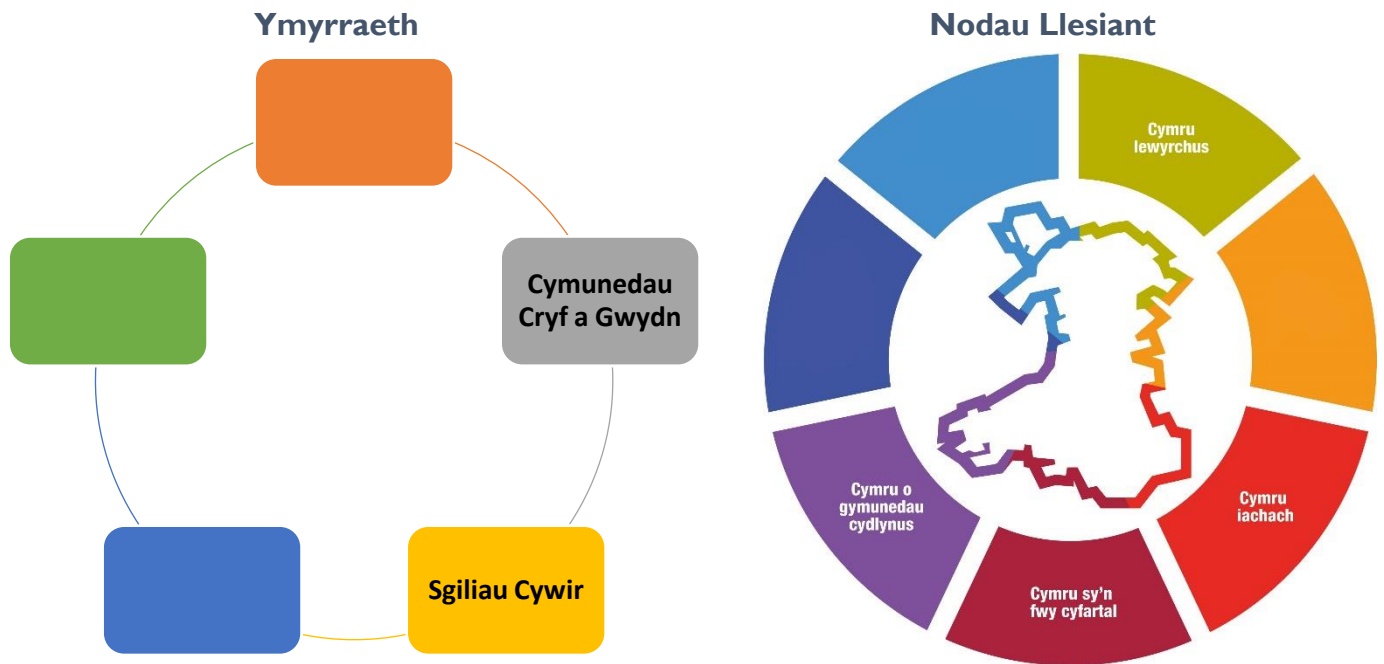 Ymyrraeth
Cymunedau
Cryf a Gwydn
Sgiliau Cywir
Nodau Llesiant
Cymru
lewyrchus
Cymru
iachach
Cymru sy'n
fwy cyfartal
Cymru o
gymunedau
cydlynus